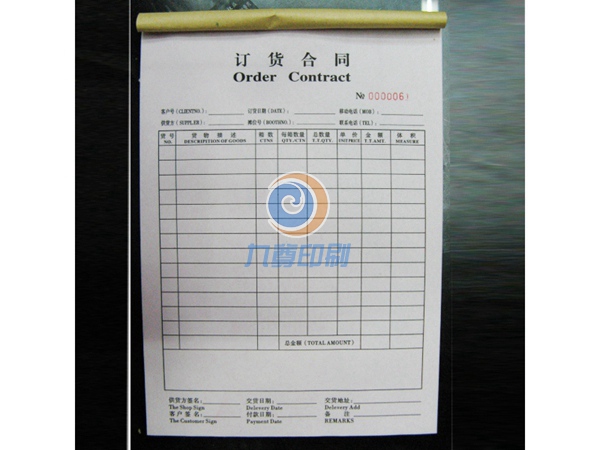 订 货 合 同
Order Contract
№ 0000061
客户号(CLIENTNO.): 订货日期(DATE): 移动电话(MOB):
供货方(SUPPLER): 摊位号(BOOTHNO.): 联系电话(TEL):
货号 货物描述 箱数 每箱数量 总数量 单价 金额 体积
NO. DESCRIPITION OF GOODS CTNS QTY./CTN T.T.QTY. UNIT PRICT. T.T.AMT. MEASURE
九尊印刷
总金额(TOTAL AMOUNT)
供货方签名: 交货日期: 交货地址:
The Shop Sign Delevery Date Delevery Add
客户签名: 付款日期: 备 注:
The Customer Sign Payment Date REMARKS